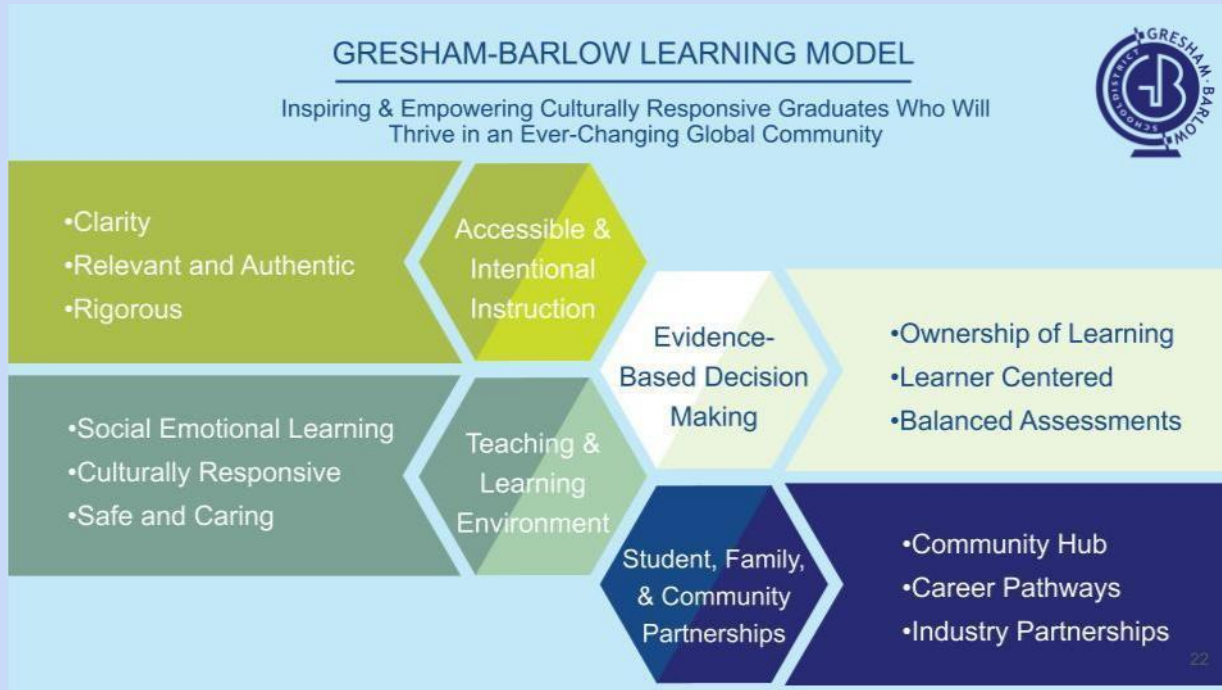 GRESHAM-BARLOW LEARNING MODEL
Inspiring & Empowering Culturally Responsive Graduates Who Will
Thrive in an Ever-Changing Global Community
GRESHAM-BARLOW
SCHOOL DISTRICT
GB
•Clarity
•Relevant and Authentic
•Rigorous
Accessible &
Intentional
Instruction
Evidence-
Based Decision
Making
•Ownership of Learning
•Learner Centered
•Balanced Assessments
•Social Emotional Learning
•Culturally Responsive
•Safe and Caring
Teaching &
Learning
Environment
Student, Family,
& Community
Partnerships
•Community Hub
•Career Pathways
•Industry Partnerships
22